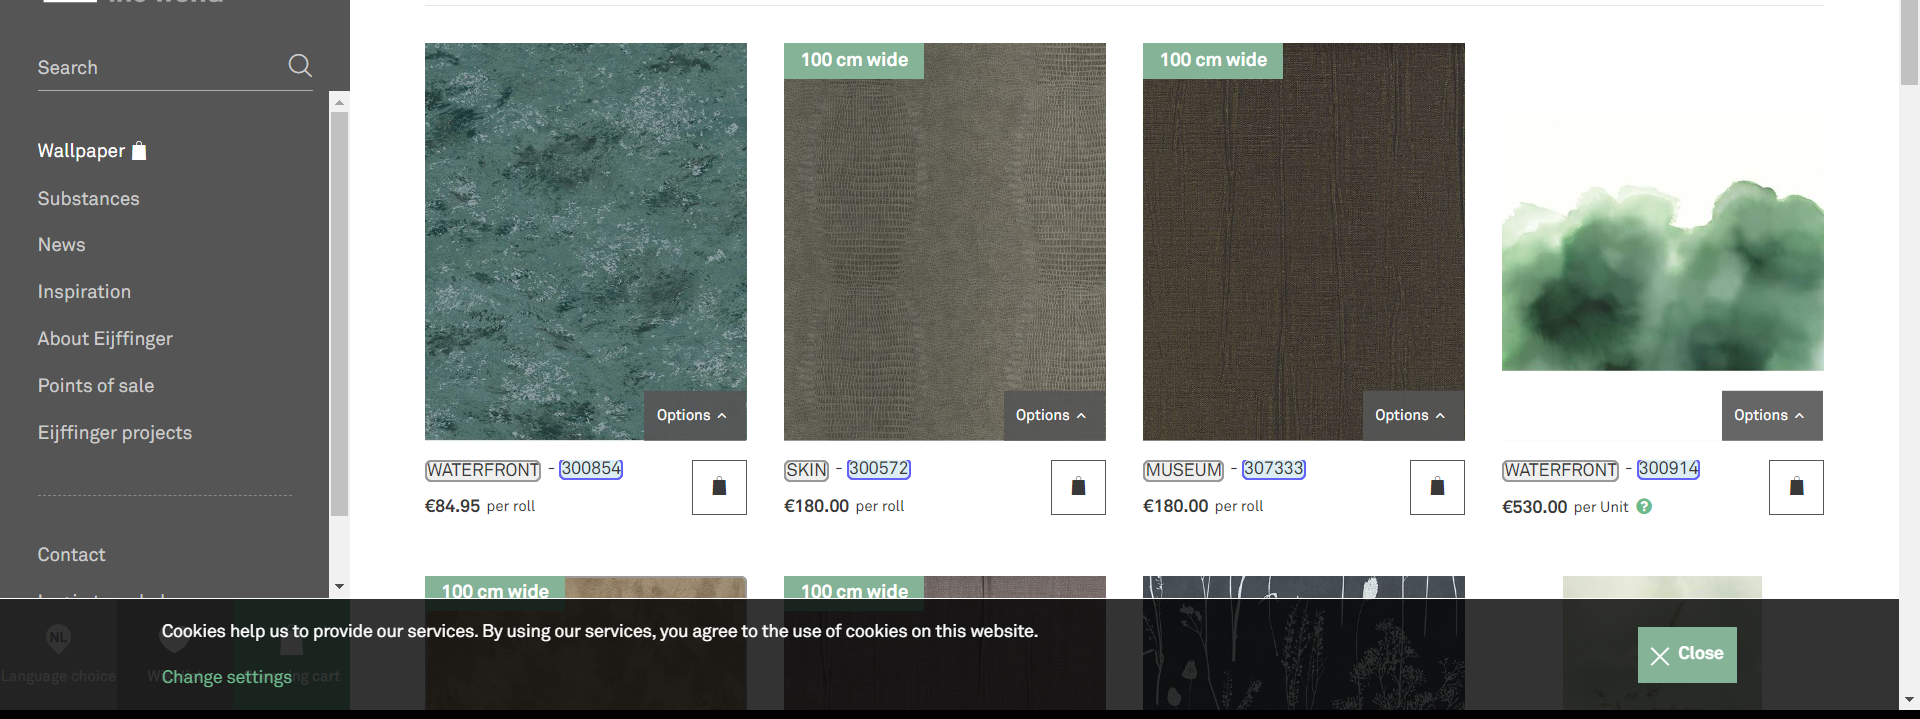 Search
Wallpaper
Substances
News
Inspiration
About Eijffinger
Points of sale
Eijffinger projects
Contact
100 cm wide
100 cm wide
Options
Options
Options
Options
WATERFRONT - 300854
€84.95 per roll
SKIN - 300572
€180.00 per roll
MUSEUM - 307333
€180.00 per roll
WATERFRONT - 300914
€530.00 per Unit ?
100 cm wide
100 cm wide
NL
Language choice
Cookies help us to provide our services. By using our services, you agree to the use of cookies on this website.
Change settings
cart
Close